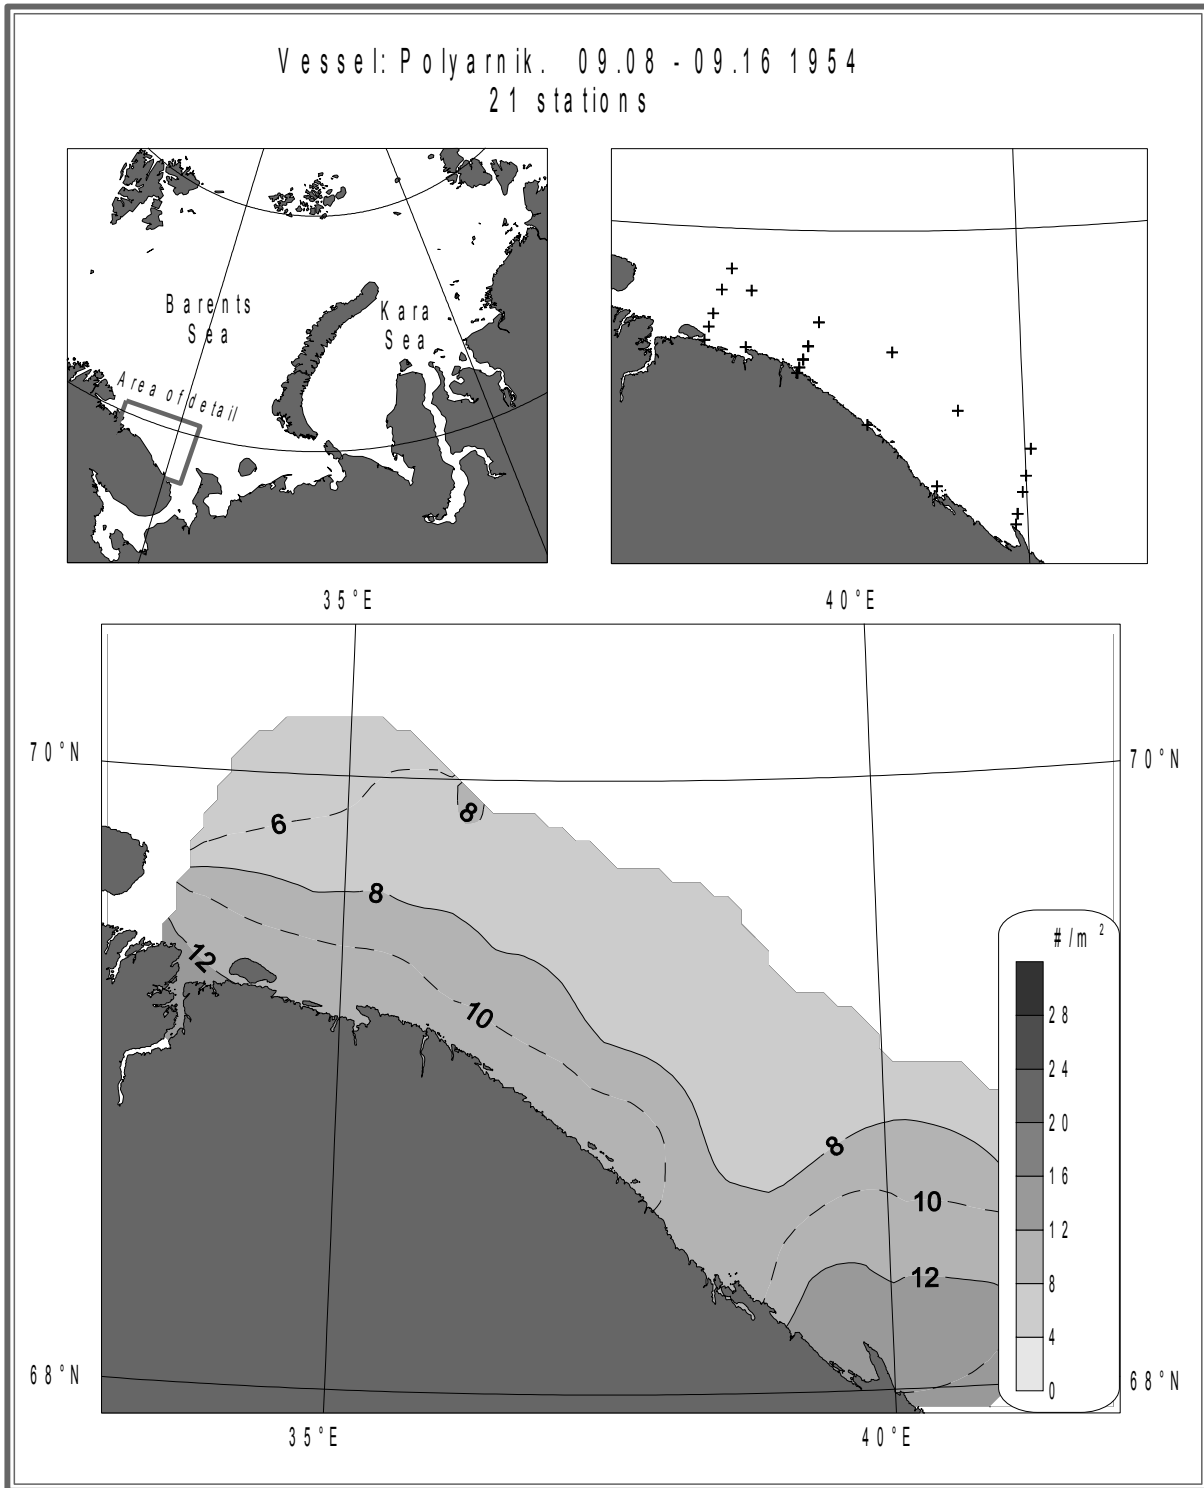 Vessel: Polyarnik. 09.08 - 09.16 1954
21 stations
Barents
Sea
Kara
Sea
Area of detail
35°E
40°E
70°N
70°N
6
8
8
12
10
8
10
12
# / m ²
28
24
20
16
12
8
4
0
68°N
68°N
35°E
40°E